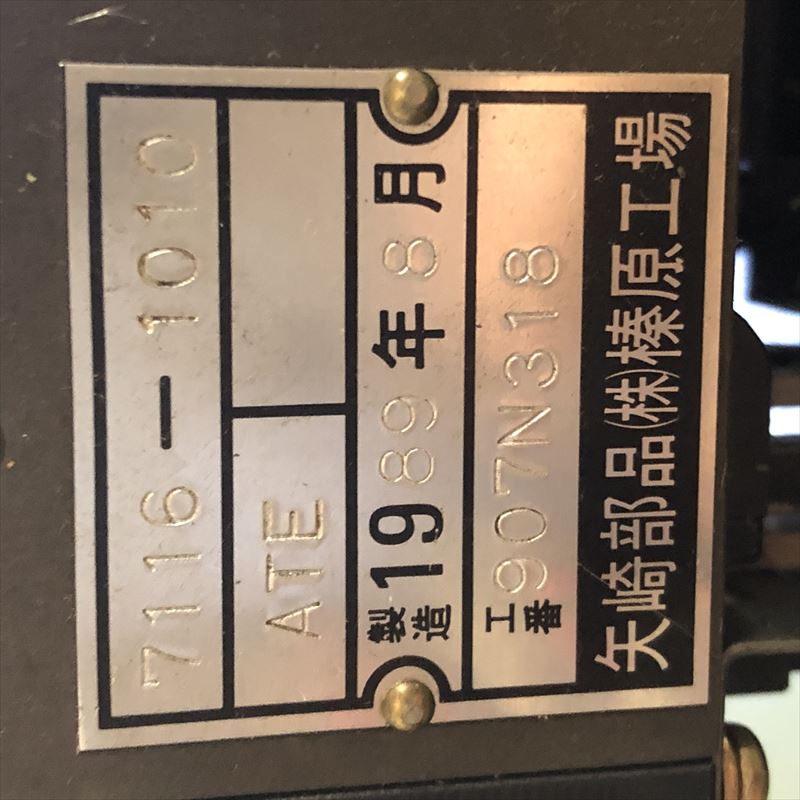 7116-1010
ATE
製造 1989年8月
工番 907N318
矢崎部品(株)榛原工場